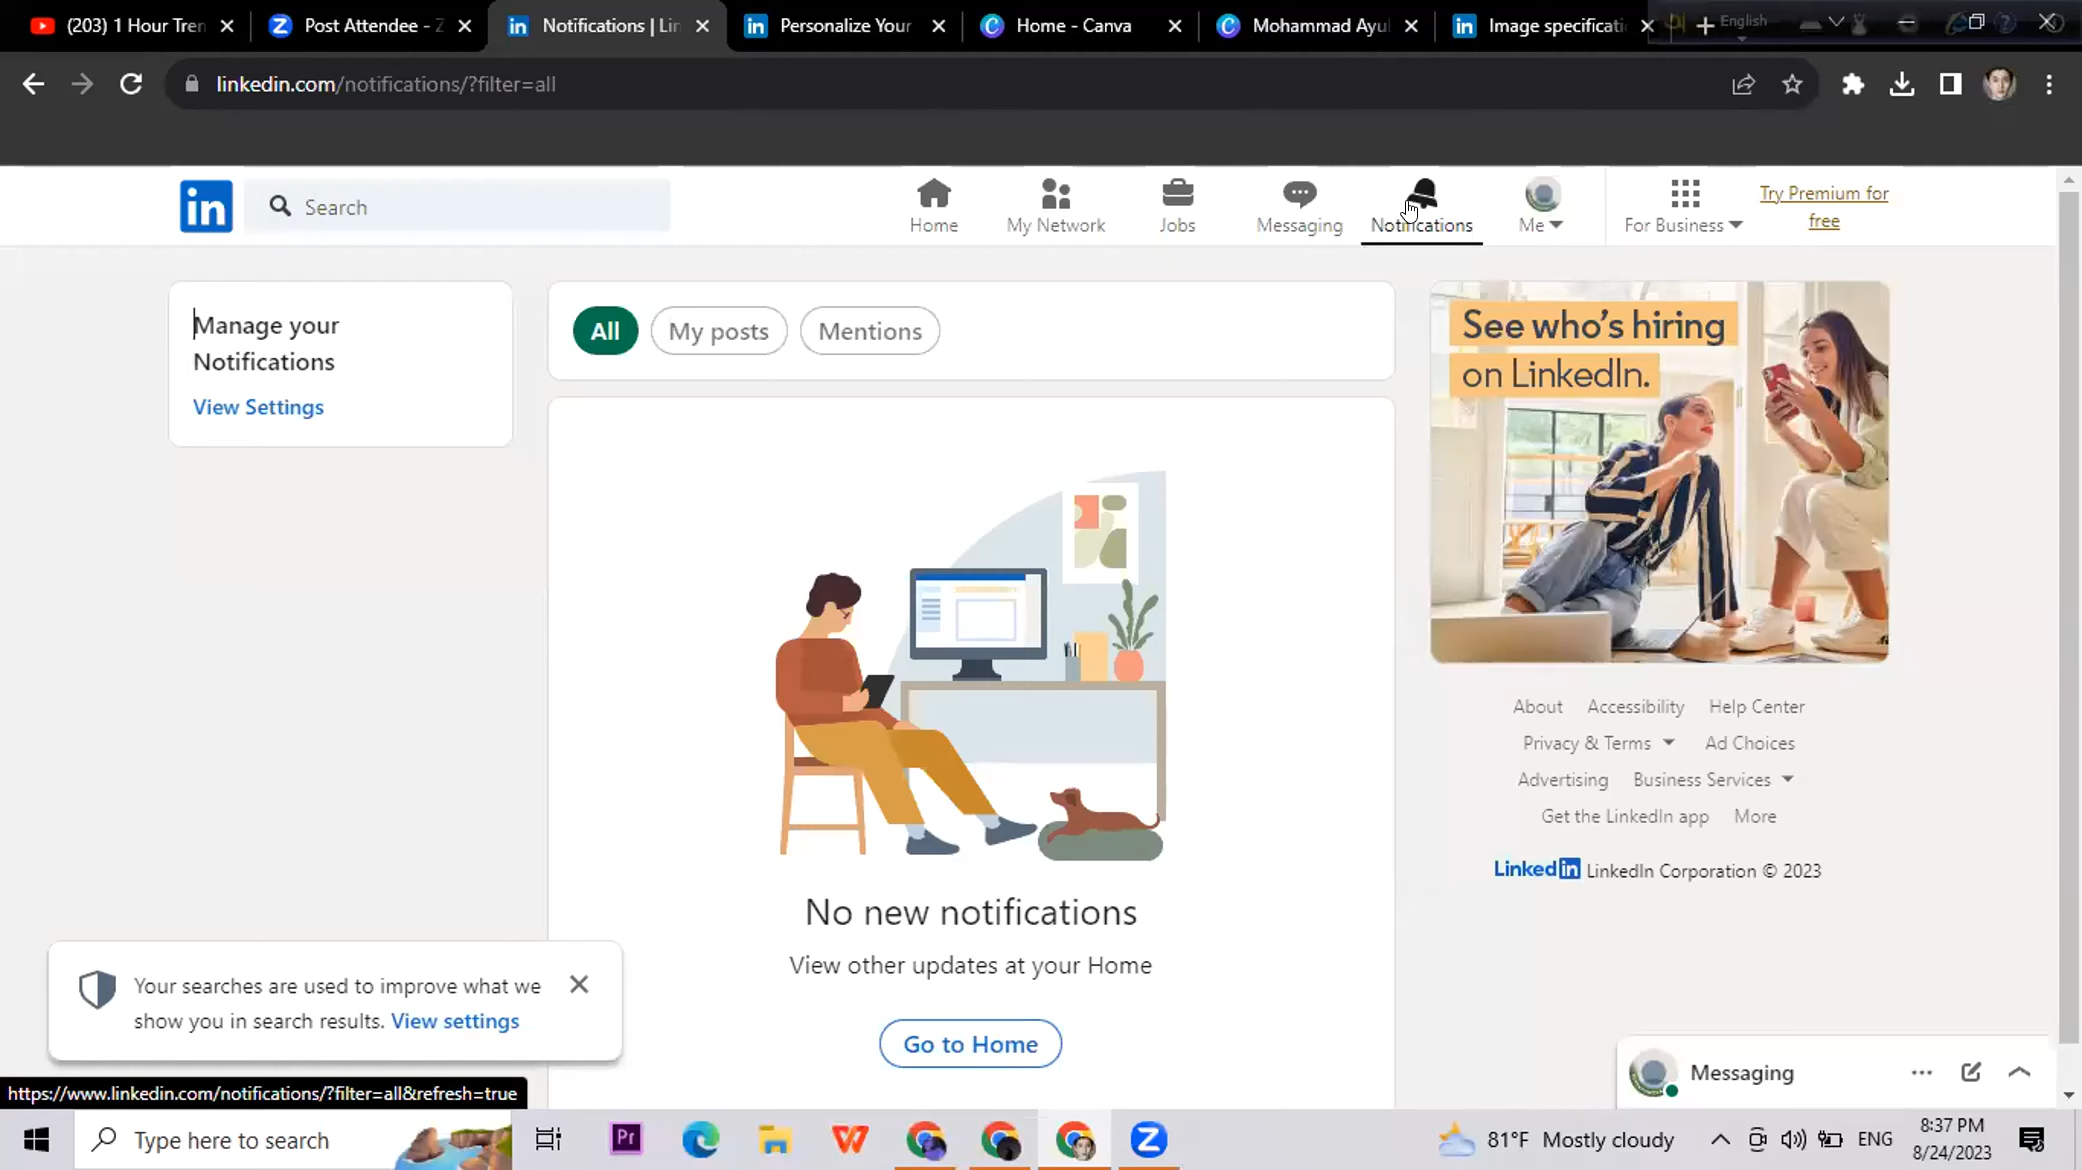 (203) 1 Hour Tren
Post Attendee - Z
Notifications | Lin
Personalize Your
Home - Canva
Mohammad Ayul
Image specificati
English
linkedin.com/notifications/?filter=all
in
Search
Home
My Network
Jobs
Messaging
Notifications
Me
For Business
Try Premium for
free
Manage your
Notifications
View Settings
All
My posts
Mentions
See who's hiring
on LinkedIn.
No new notifications
View other updates at your Home
Go to Home
About Accessibility Help Center
Privacy & Terms Ad Choices
Advertising Business Services
Get the LinkedIn app More
LinkedIn LinkedIn Corporation © 2023
Your searches are used to improve what we
show you in search results. View settings
Messaging
https://www.linkedin.com/notifications/?filter=all&refresh=true
Type here to search
Pr
81°F Mostly cloudy
ENG
8:37 PM
8/24/2023